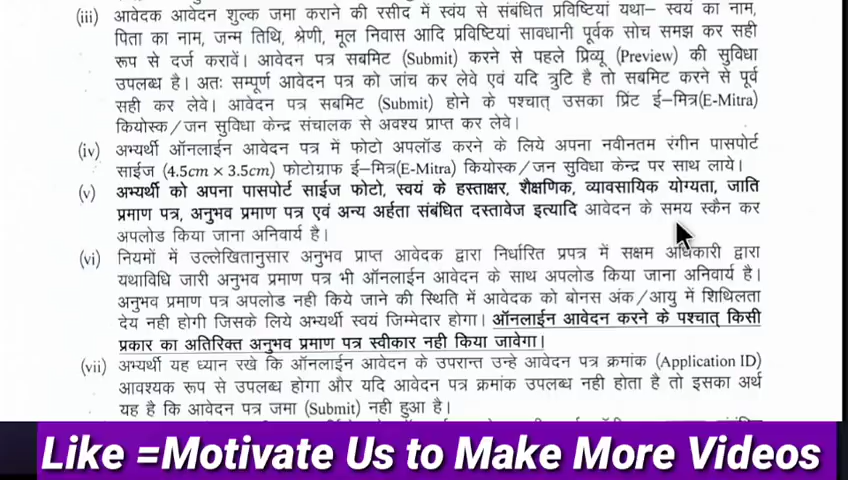 (iii) आवेदक आवेदन शुल्क जमा कराने की रसीद में स्वंय से संबंधित प्रविष्टियां यथा– स्वयं का नाम,
पिता का नाम, जन्म तिथि, श्रेणी, मूल निवास आदि प्रविष्टियां सावधानी पूर्वक सोच समझ कर सही
रूप से दर्ज करावें। आवेदन पत्र सबमिट (Submit) करने से पहले प्रिव्यू (Preview) की सुविधा
उपलब्ध है। अतः सम्पूर्ण आवेदन पत्र को जांच कर लेवे एवं यदि त्रुटि है तो सबमिट करने से पूर्व
सही कर लेवे। आवेदन पत्र सबमिट (Submit) होने के पश्चात् उसका प्रिंट ई-मित्र(E-Mitra)
कियोस्क/जन सुविधा केन्द्र संचालक से अवश्य प्राप्त कर लेवे।
(iv) अभ्यर्थी ऑनलाईन आवेदन पत्र में फोटो अपलॉड करने के लिये अपना नवीनतम रंगीन पासपोर्ट
साईज (4.5cm × 3.5cm) फोटोग्राफ ई-मित्र(E-Mitra) कियोस्क/जन सुविधा केन्द्र पर साथ लाये।
(v) अभ्यर्थी को अपना पासपोर्ट साईज फोटो, स्वयं के हस्ताक्षर, शैक्षणिक, व्यावसायिक योग्यता, जाति
प्रमाण पत्र, अनुभव प्रमाण पत्र एवं अन्य अर्हता संबंधित दस्तावेज इत्यादि आवेदन के समय स्कैन कर
अपलोड किया जाना अनिवार्य है।
(vi) नियमों में उल्लेखितानुसार अनुभव प्राप्त आवेदक द्वारा निर्धारित प्रपत्र में सक्षम अधिकारी द्वारा
यथाविधि जारी अनुभव प्रमाण पत्र भी ऑनलाईन आवेदन के साथ अपलोड किया जाना अनिवार्य है।
अनुभव प्रमाण पत्र अपलोड नही किये जाने की स्थिति में आवेदक को बोनस अंक/आयु में शिथिलता
देय नही होगी जिसके लिये अभ्यर्थी स्वयं जिम्मेदार होगा। ऑनलाईन आवेदन करने के पश्चात् किसी
प्रकार का अतिरिक्त अनुभव प्रमाण पत्र स्वीकार नही किया जावेगा।
(vii) अभ्यर्थी यह ध्यान रखे कि ऑनलाईन आवेदन के उपरान्त उन्हे आवेदन पत्र क्रमांक (Application ID)
आवश्यक रूप से उपलब्ध होगा और यदि आवेदन पत्र क्रमांक उपलब्ध नही होता है तो इसका अर्थ
यह है कि आवेदन पत्र जमा (Submit) नही हुआ है।
Like =Motivate Us to Make More Videos